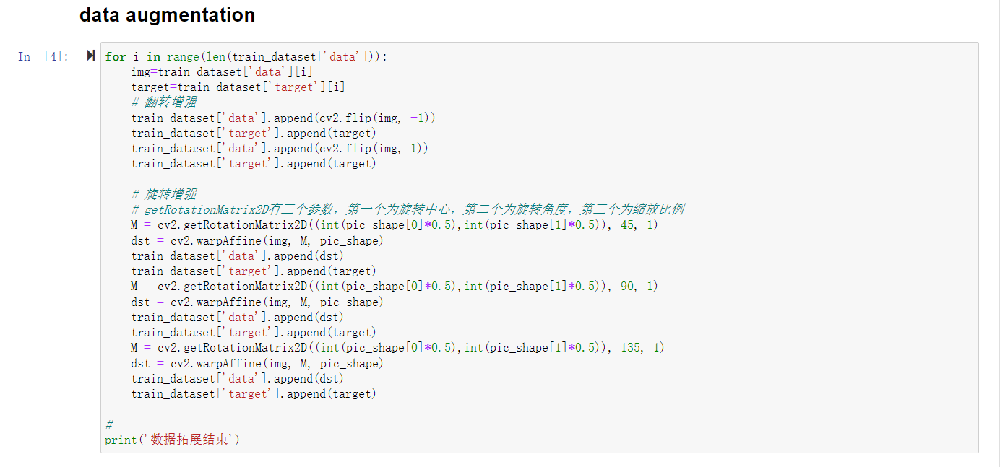 data augmentation
In [4]:
for i in range(len(train_dataset['data'])):
    img=train_dataset['data'][i]
    target=train_dataset['target'][i]
    # 翻转增强
    train_dataset['data'].append(cv2.flip(img, -1))
    train_dataset['target'].append(target)
    train_dataset['data'].append(cv2.flip(img, 1))
    train_dataset['target'].append(target)

    # 旋转增强
    # getRotationMatrix2D有三个参数，第一个为旋转中心，第二个为旋转角度，第三个为缩放比例
    M = cv2.getRotationMatrix2D((int(pic_shape[0]*0.5),int(pic_shape[1]*0.5)), 45, 1)
    dst = cv2.warpAffine(img, M, pic_shape)
    train_dataset['data'].append(dst)
    train_dataset['target'].append(target)
    M = cv2.getRotationMatrix2D((int(pic_shape[0]*0.5),int(pic_shape[1]*0.5)), 90, 1)
    dst = cv2.warpAffine(img, M, pic_shape)
    train_dataset['data'].append(dst)
    train_dataset['target'].append(target)
    M = cv2.getRotationMatrix2D((int(pic_shape[0]*0.5),int(pic_shape[1]*0.5)), 135, 1)
    dst = cv2.warpAffine(img, M, pic_shape)
    train_dataset['data'].append(dst)
    train_dataset['target'].append(target)

#
print('数据拓展结束')